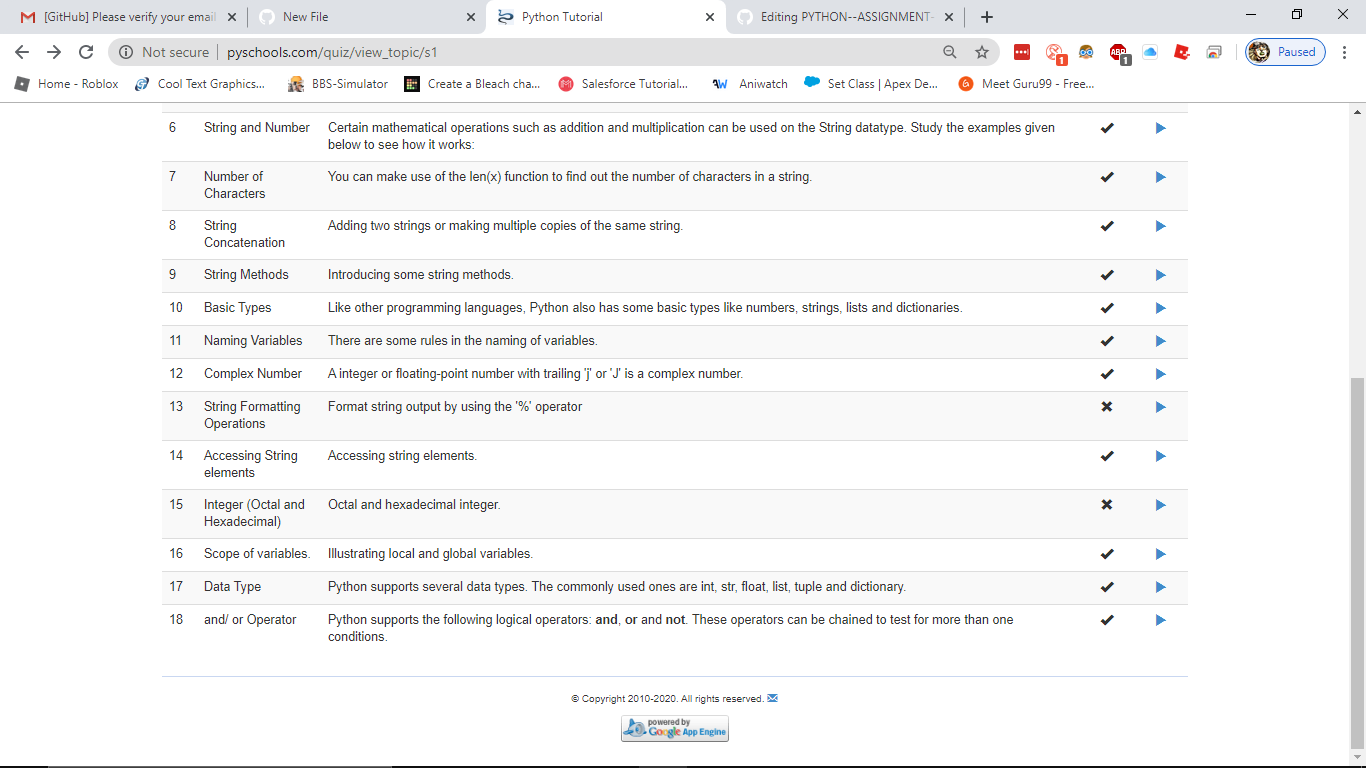 [GitHub] Please verify your email
New File
Python Tutorial
Editing PYTHON--ASSIGNMENT-
Not secure
pyschools.com/quiz/view_topic/s1
1
ABP
1
Paused
Home - Roblox
Cool Text Graphics...
BBS-Simulator
Create a Bleach cha...
Salesforce Tutorial...
Aniwatch
Set Class | Apex De...
Meet Guru99 - Free...
6 String and Number Certain mathematical operations such as addition and multiplication can be used on the String datatype. Study the examples given
below to see how it works:
7 Number of You can make use of the len(x) function to find out the number of characters in a string.
Characters
8 String Adding two strings or making multiple copies of the same string.
Concatenation
9 String Methods Introducing some string methods.
10 Basic Types Like other programming languages, Python also has some basic types like numbers, strings, lists and dictionaries.
11 Naming Variables There are some rules in the naming of variables.
12 Complex Number A integer or floating-point number with trailing 'j' or 'J' is a complex number.
13 String Formatting Format string output by using the '%' operator
Operations
14 Accessing String Accessing string elements.
elements
15 Integer (Octal and Octal and hexadecimal integer.
Hexadecimal)
16 Scope of variables. Illustrating local and global variables.
17 Data Type Python supports several data types. The commonly used ones are int, str, float, list, tuple and dictionary.
18 and/ or Operator Python supports the following logical operators: and, or and not. These operators can be chained to test for more than one
conditions.
© Copyright 2010-2020. All rights reserved.
powered by
Google App Engine